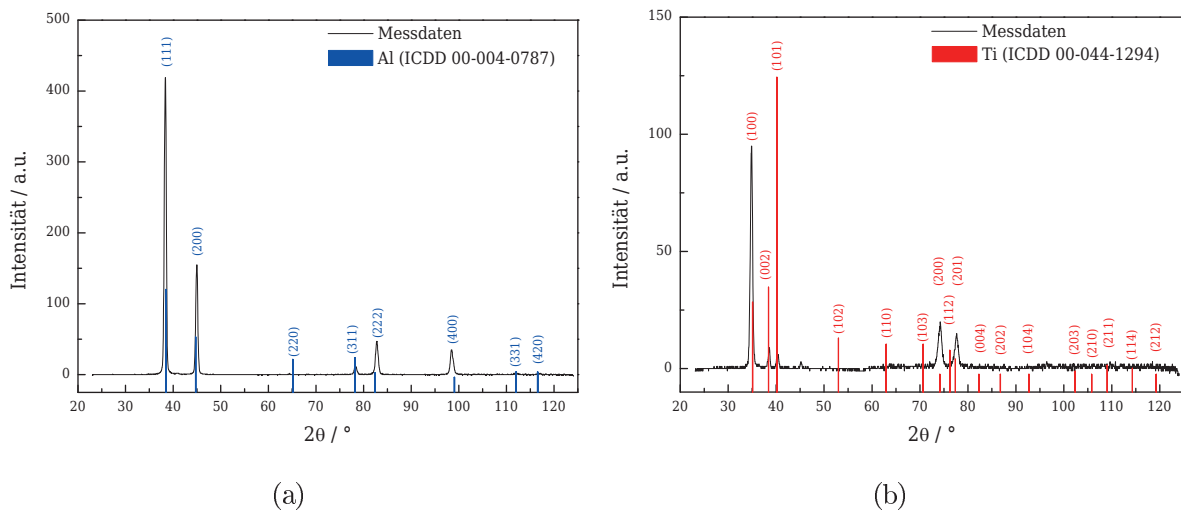 500
400
300
200
100
0
20 30 40 50 60 70 80 90 100 110 120
Intensität / a.u.
2θ / °
Messdaten
Al (ICDD 00-004-0787)
(111)
(200)
(220)
(311)
(222)
(400)
(331)
(420)
(a)
150
100
50
0
20 30 40 50 60 70 80 90 100 110 120
Intensität / a.u.
2θ / °
Messdaten
Ti (ICDD 00-044-1294)
(100)
(002)
(101)
(102)
(110)
(103)
(200)
(112)
(201)
(004)
(202)
(104)
(203)
(210)
(211)
(114)
(212)
(b)